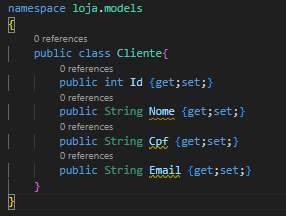 namespace loja.models
{
0 references
public class Cliente{
0 references
public int Id {get;set;}
0 references
public String Nome {get;set;}
0 references
public String Cpf {get;set;}
0 references
public String Email {get;set;}
}
}